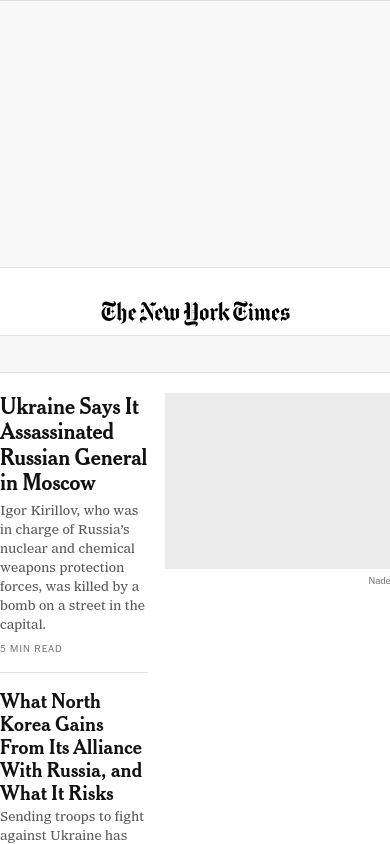 The New York Times
Ukraine Says It
Assassinated
Russian General
in Moscow
Igor Kirillov, who was
in charge of Russia’s
nuclear and chemical
weapons protection
forces, was killed by a
bomb on a street in the
capital.
5 MIN READ
Nade
What North
Korea Gains
From Its Alliance
With Russia, and
What It Risks
Sending troops to fight
against Ukraine has